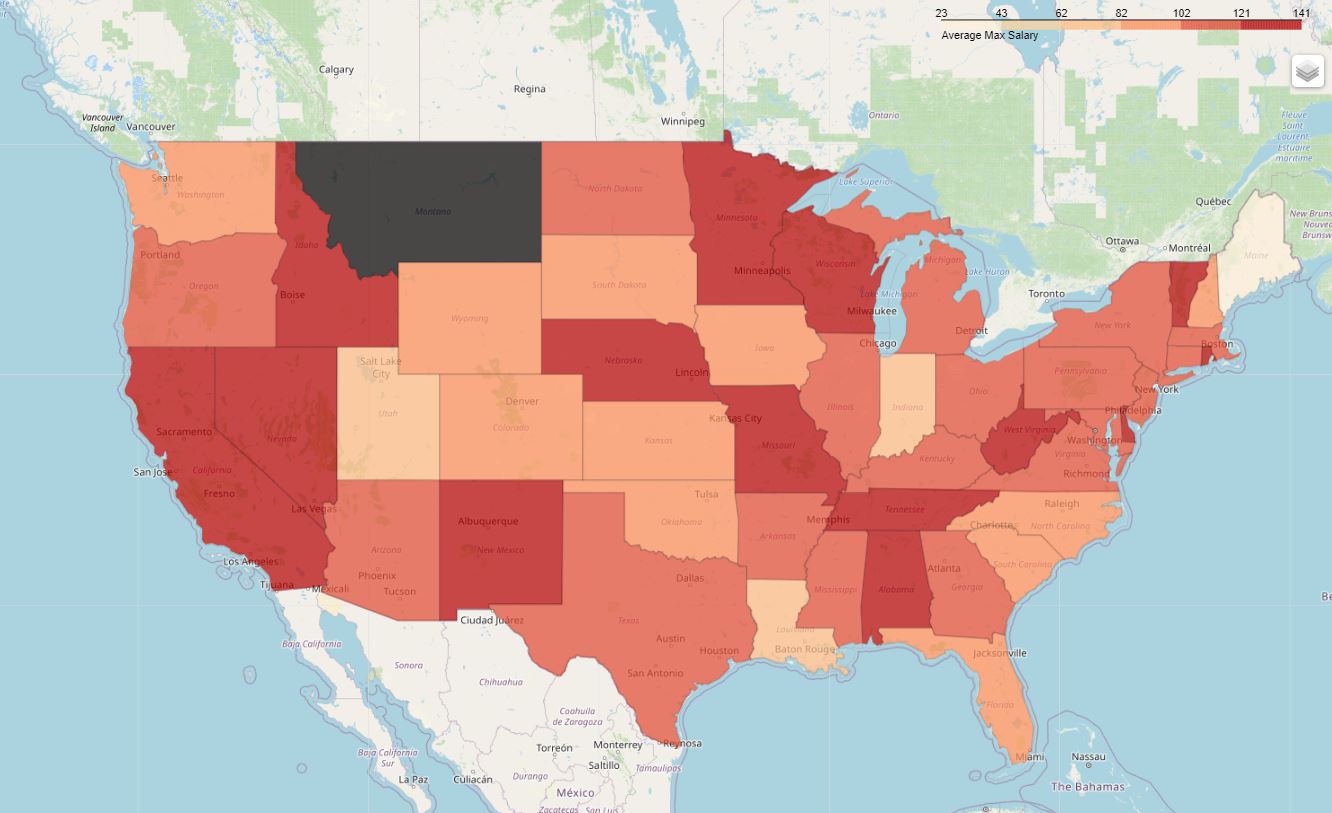 23 43 62 82 102 121 141
Average Max Salary
Calgary
Regina
Winnipeg
Ontario
Vancouver
Island
Vancouver
Fleuve
Saint
Laurent,
Estuaire
maritime
Québec
New Bruns
Nouveau
Brunsw
Ottawa
Montréal
Toronto
Seattle
Washington
Montana
North Dakota
Minnesota
Lake Superior
Portland
Oregon
Idaho
Boise
Wyoming
South Dakota
Minneapolis
Wisconsin
Michigan
Lake Huron
Lake Michigan
Milwaukee
Detroit
Chicago
Maine
New York
Boston
Salt Lake
City
Utah
Denver
Colorado
Nebraska
Lincoln
Iowa
Illinois
Indiana
Ohio
Pennsylvania
New York
Philadelphia
Sacramento
Nevada
San Jose
California
Fresno
Las Vegas
Kansas City
Kansas
Missouri
Kentucky
West Virginia
Washington
Virginia
Richmond
Los Angeles
Tijuana
Mexicali
Arizona
Phoenix
Tucson
Albuquerque
New Mexico
Tulsa
Oklahoma
Arkansas
Memphis
Tennessee
Raleigh
Charlotte
North Carolina
South Carolina
Atlanta
Georgia
Alabama
Mississippi
Louisiana
Baton Rouge
Dallas
Texas
Austin
Houston
San Antonio
Ciudad Juárez
Jacksonville
Florida
Miami
Nassau
The Bahamas
Be
Baja California
Sonora
Chihuahua
Coahuila
de Zaragoza
Reynosa
Monterrey
Torreón
Saltillo
Tamaulipas
Baja California
Sur
La Paz
Culiacán
Durango
México
Zacatecas
San Luis